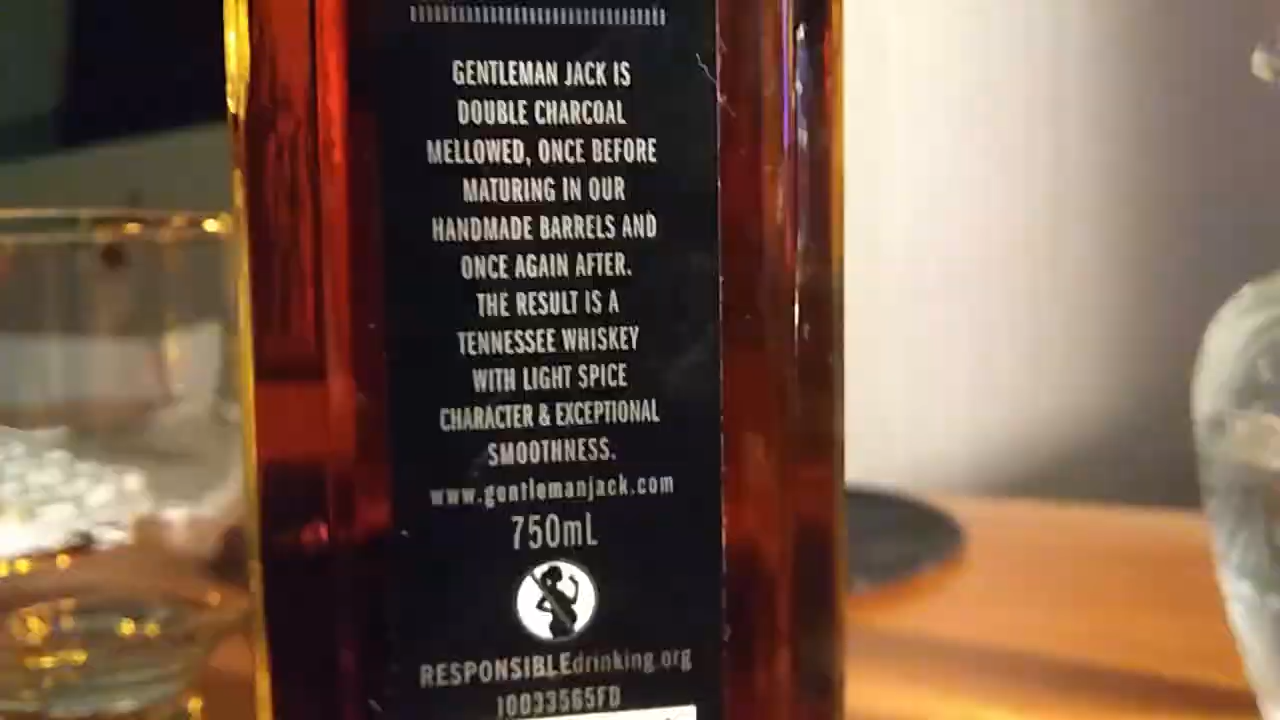 GENTLEMAN JACK IS
DOUBLE CHARCOAL
MELLOWED, ONCE BEFORE
MATURING IN OUR
HANDMADE BARRELS AND
ONCE AGAIN AFTER.
THE RESULT IS A
TENNESSEE WHISKEY
WITH LIGHT SPICE
CHARACTER & EXCEPTIONAL
SMOOTHNESS.
www.gentlemanjack.com
750mL
RESPONSIBLEdrinking.org
10033565FD